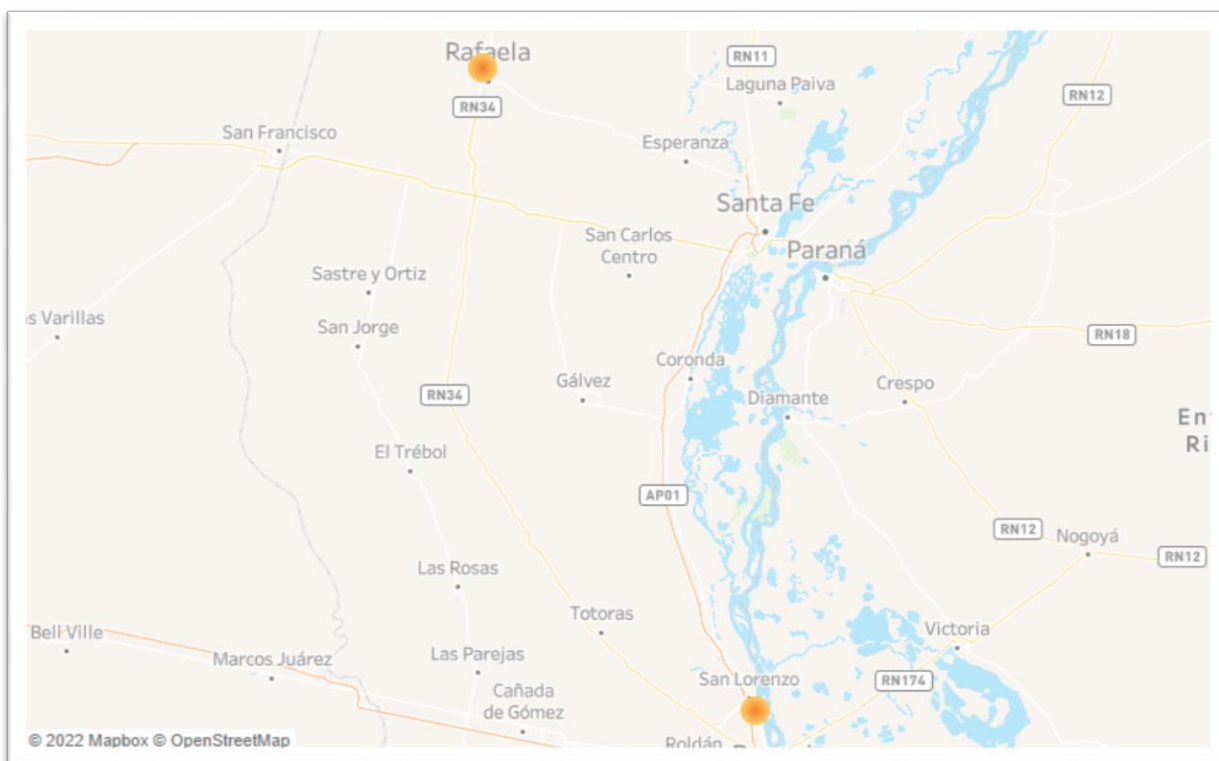 Rafaela
RN11
Laguna Paiva
RN12
RN34
San Francisco
Esperanza
Santa Fe
San Carlos
Centro
Paraná
Sastre y Ortiz
s Varillas
San Jorge
RN18
Coronda
Gálvez
Crespo
RN34
Diamante
En
Ri
El Trébol
AP01
RN12
Nogoyá
RN12
Las Rosas
Totoras
Victoria
Bell Ville
Marcos Juárez
Las Parejas
San Lorenzo
RN174
Cañada
de Gómez
Roldán
© 2022 Mapbox © OpenStreetMap